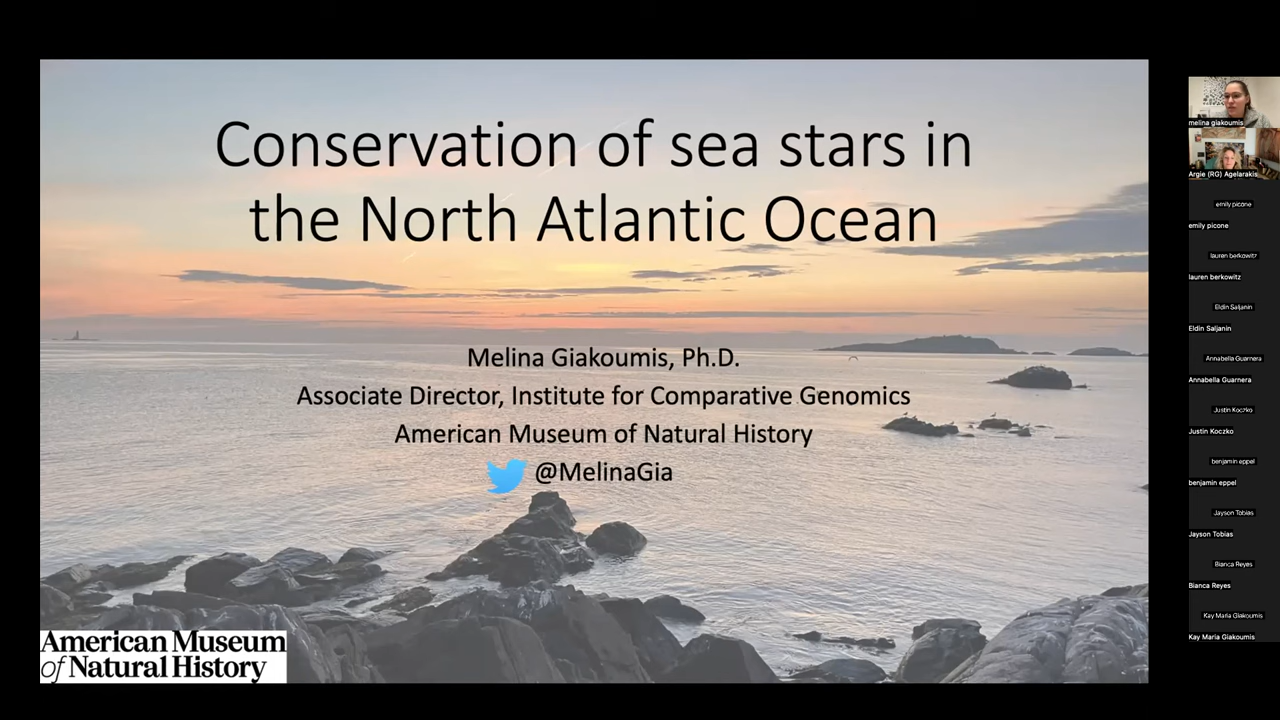 Conservation of sea stars in
the North Atlantic Ocean
Melina Giakoumis, Ph.D.
Associate Director, Institute for Comparative Genomics
American Museum of Natural History
@MelinaGia
American Museum
of Natural History
melina giakoumis
Argie (RG) Agelarakis
emily picone
emily picone
lauren berkowitz
lauren berkowitz
Eldin Saljanin
Eldin Saljanin
Annabella Guarnera
Annabella Guarnera
Justin Koczko
Justin Koczko
benjamin eppel
benjamin eppel
Jayson Tobias
Jayson Tobias
Bianca Reyes
Bianca Reyes
Kay Maria Giakoumis
Kay Maria Giakoumis